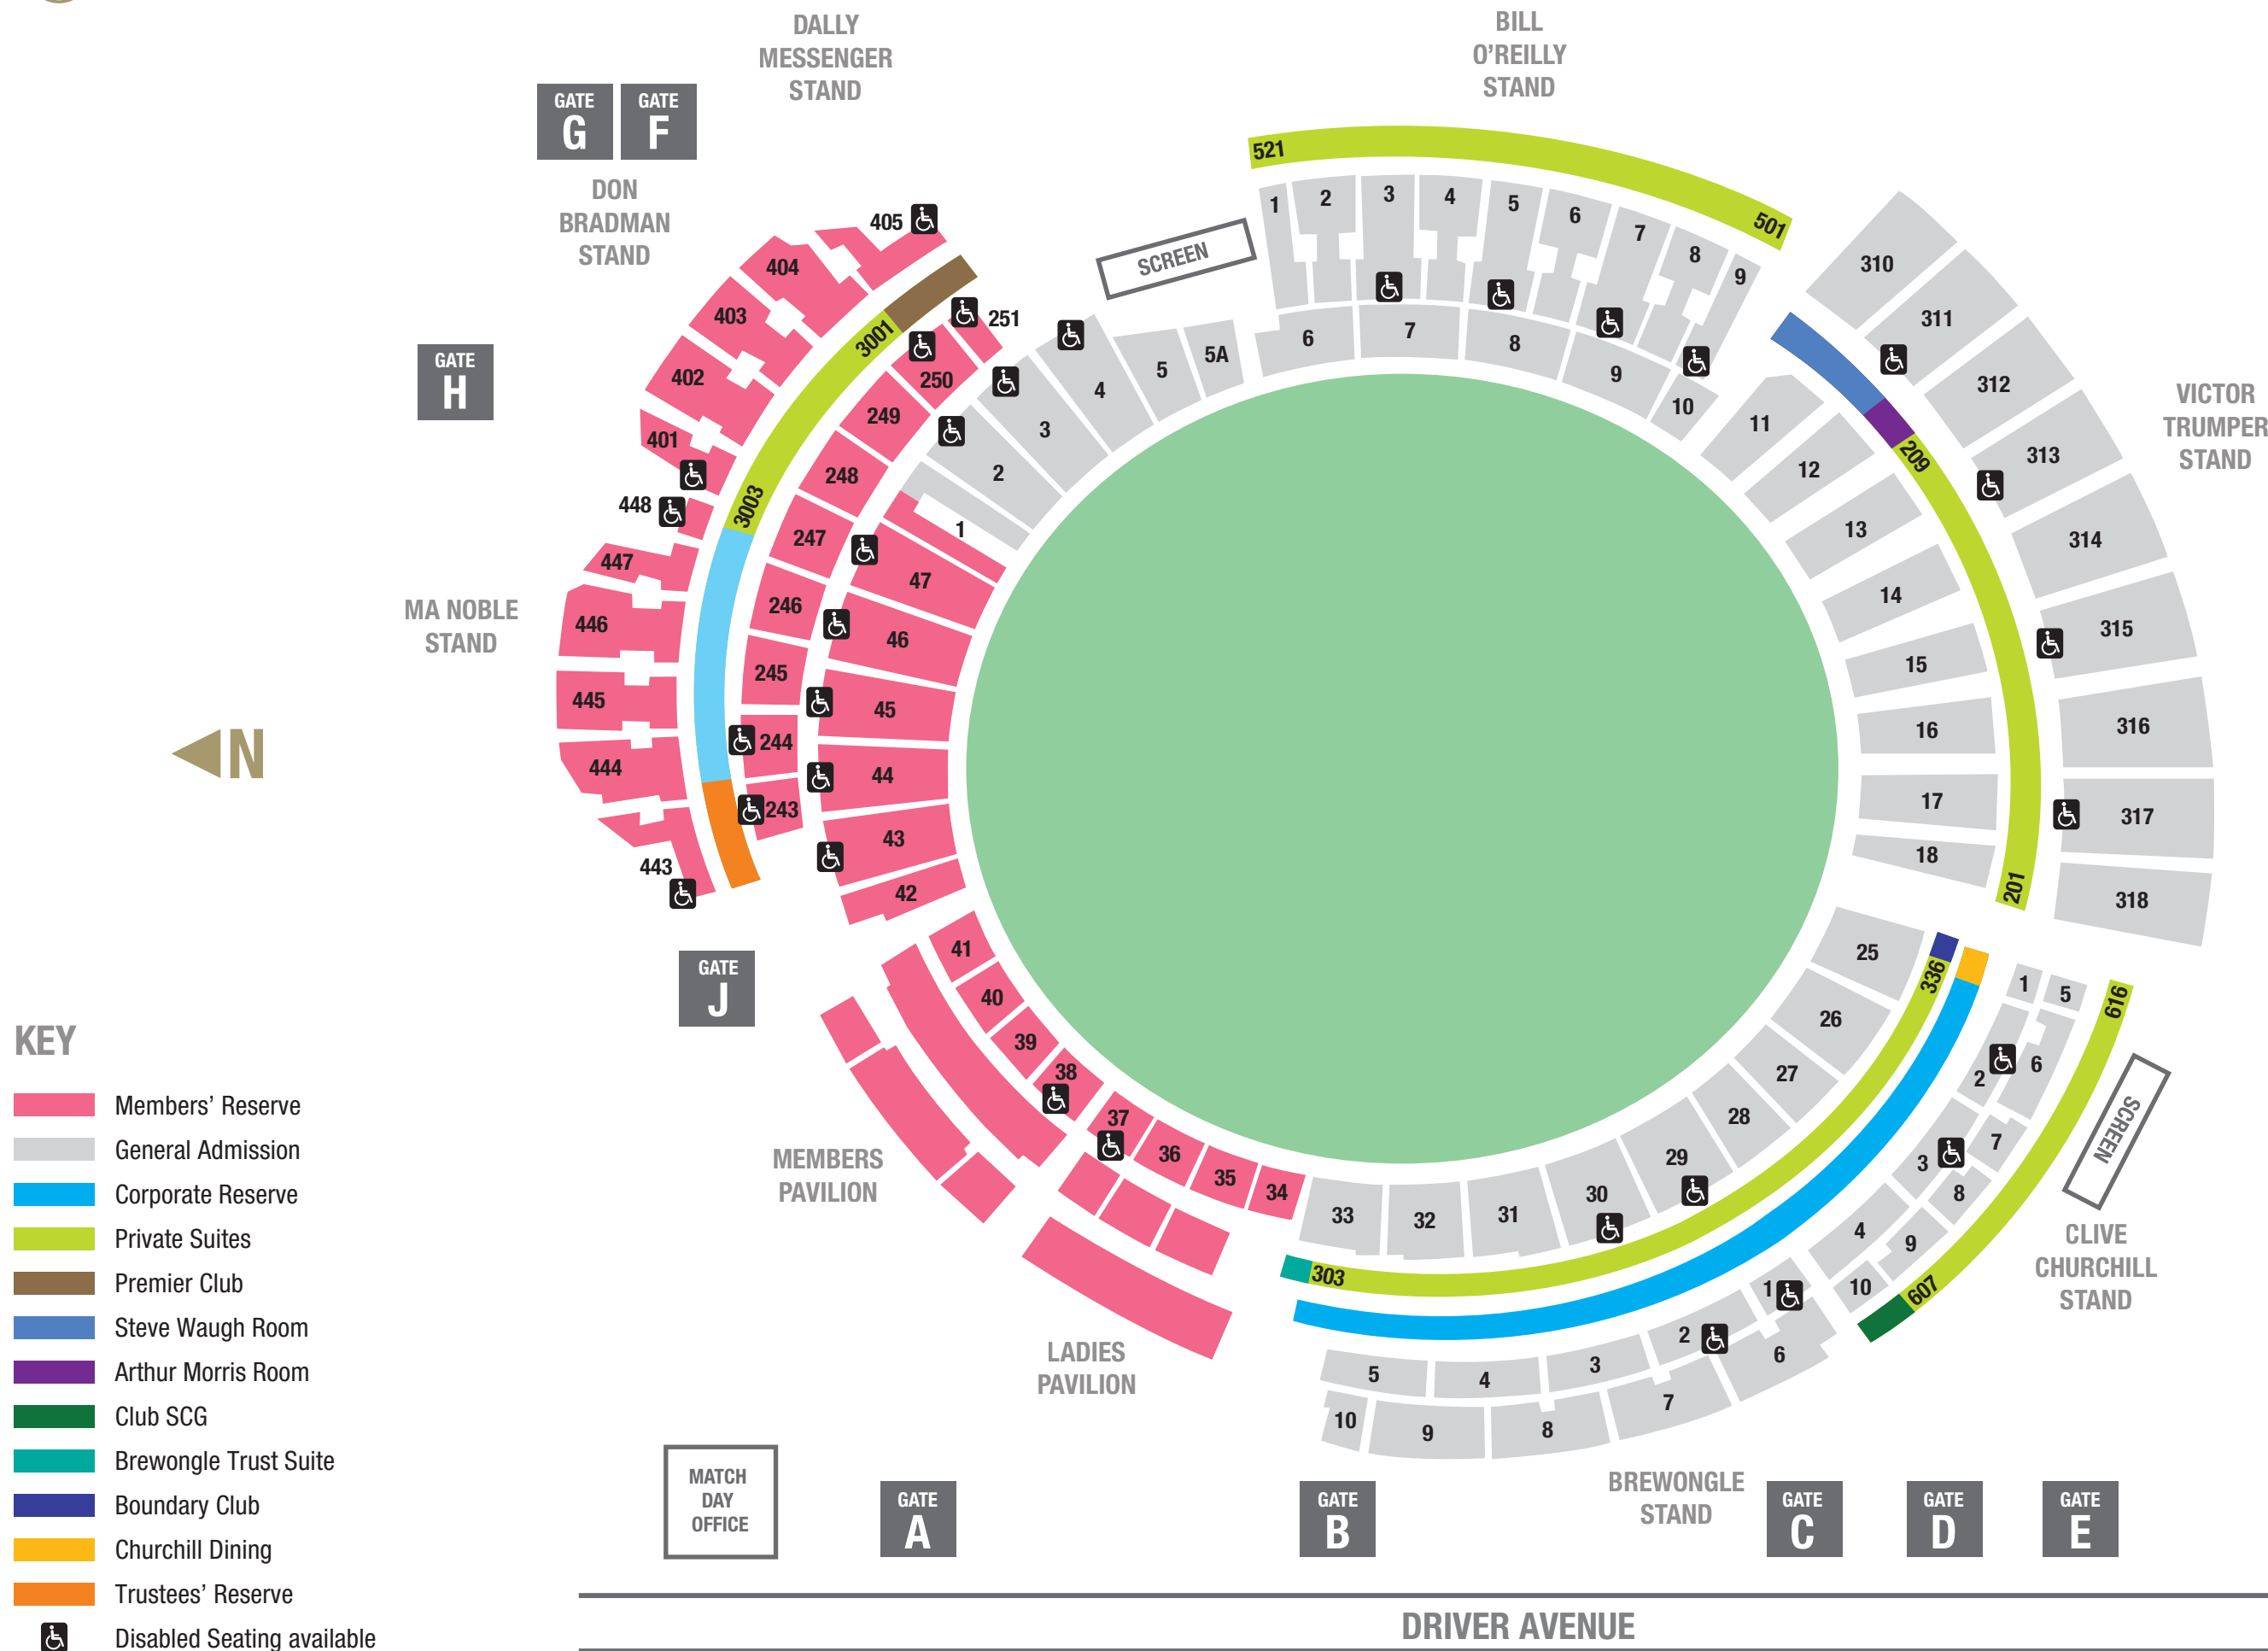 DALLY
MESSENGER
STAND
BILL
O'REILLY
STAND
GATE
G
GATE
F
DON
BRADMAN
STAND
521
501
405
404
403
402
401
448
447
446
445
444
443
3001
3003
251
250
249
248
247
246
245
244
243
SCREEN
1
2
3
4
5
6
7
8
9
310
311
312
313
314
315
316
317
318
VICTOR
TRUMPER
STAND
GATE
H
MA NOBLE
STAND
N
1
2
3
4
5
5A
6
7
8
9
10
11
12
13
14
15
16
17
18
209
201
47
46
45
44
43
42
41
40
39
38
37
36
35
34
33
32
31
30
29
28
27
26
25
336
303
GATE
J
MEMBERS
PAVILION
LADIES
PAVILION
1
5
2
6
3
7
4
8
9
10
616
607
SCREEN
CLIVE
CHURCHILL
STAND
1
2
3
4
5
6
7
8
9
10
BREWONGLE
STAND
KEY
Members' Reserve
General Admission
Corporate Reserve
Private Suites
Premier Club
Steve Waugh Room
Arthur Morris Room
Club SCG
Brewongle Trust Suite
Boundary Club
Churchill Dining
Trustees' Reserve
Disabled Seating available
MATCH
DAY
OFFICE
GATE
A
GATE
B
GATE
C
GATE
D
GATE
E
DRIVER AVENUE